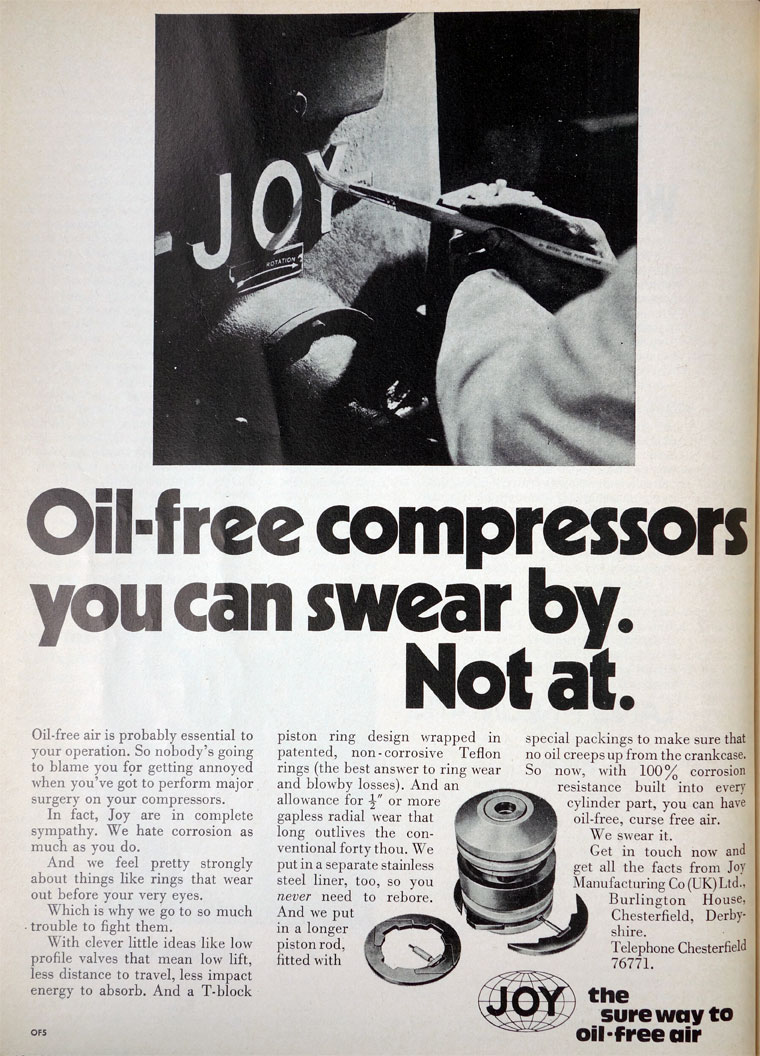 JOY
ROTATION
Oil-free compressors
you can swear by.
Not at.
Oil-free air is probably essential to
your operation. So nobody's going
to blame you for getting annoyed
when you've got to perform major
surgery on your compressors.
In fact, Joy are in complete
sympathy. We hate corrosion as
much as you do.
And we feel pretty strongly
about things like rings that wear
out before your very eyes.
Which is why we go to so much
trouble to fight them.
With clever little ideas like low
profile valves that mean low lift,
less distance to travel, less impact
energy to absorb. And a T-block
piston ring design wrapped in
patented, non-corrosive Teflon
rings (the best answer to ring wear
and blowby losses). And an
allowance for ½" or more
gapless radial wear that
long outlives the con-
ventional forty thou. We
put in a separate stainless
steel liner, too, so you
never need to rebore.
And we put
in a longer
piston rod,
fitted with
special packings to make sure that
no oil creeps up from the crankcase.
So now, with 100% corrosion
resistance built into every
cylinder part, you can have
oil-free, curse free air.
We swear it.
Get in touch now and
get all the facts from Joy
Manufacturing Co (UK) Ltd.,
Burlington House,
Chesterfield, Derby-
shire.
Telephone Chesterfield
76771.
JOY
the
sure way to
oil-free air
OF5